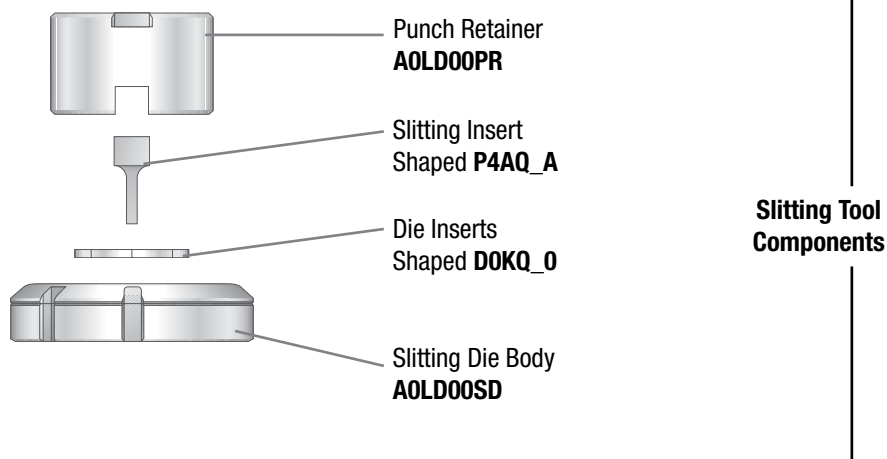 Punch Retainer
A0LD00PR
Slitting Insert
Shaped P4AQ_A
Die Inserts
Shaped D0KQ_0
Slitting Die Body
A0LD00SD
Slitting Tool
Components